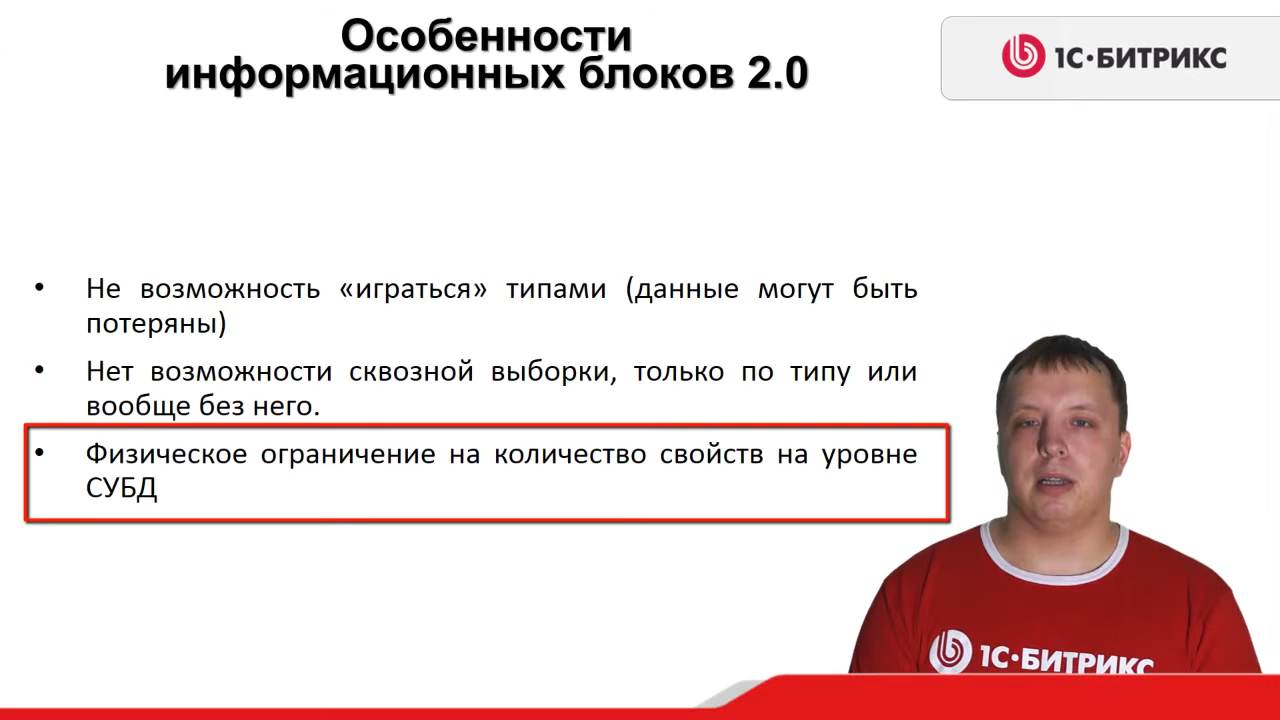 Особенности
информационных блоков 2.0
1С·БИТРИКС
• Не возможность «играться» типами (данные могут быть
потеряны)
• Нет возможности сквозной выборки, только по типу или
вообще без него.
• Физическое ограничение на количество свойств на уровне
СУБД
1С·БИТРИКС